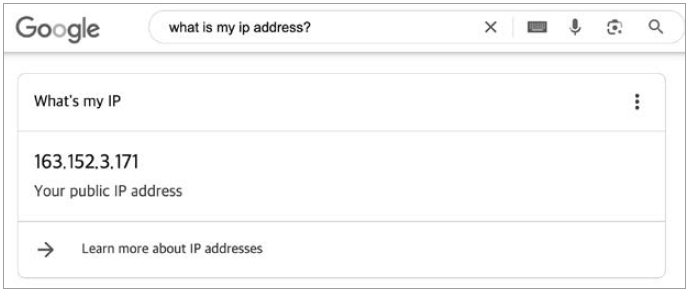 Google
what is my ip address?
What's my IP
163.152.3.171
Your public IP address
Learn more about IP addresses